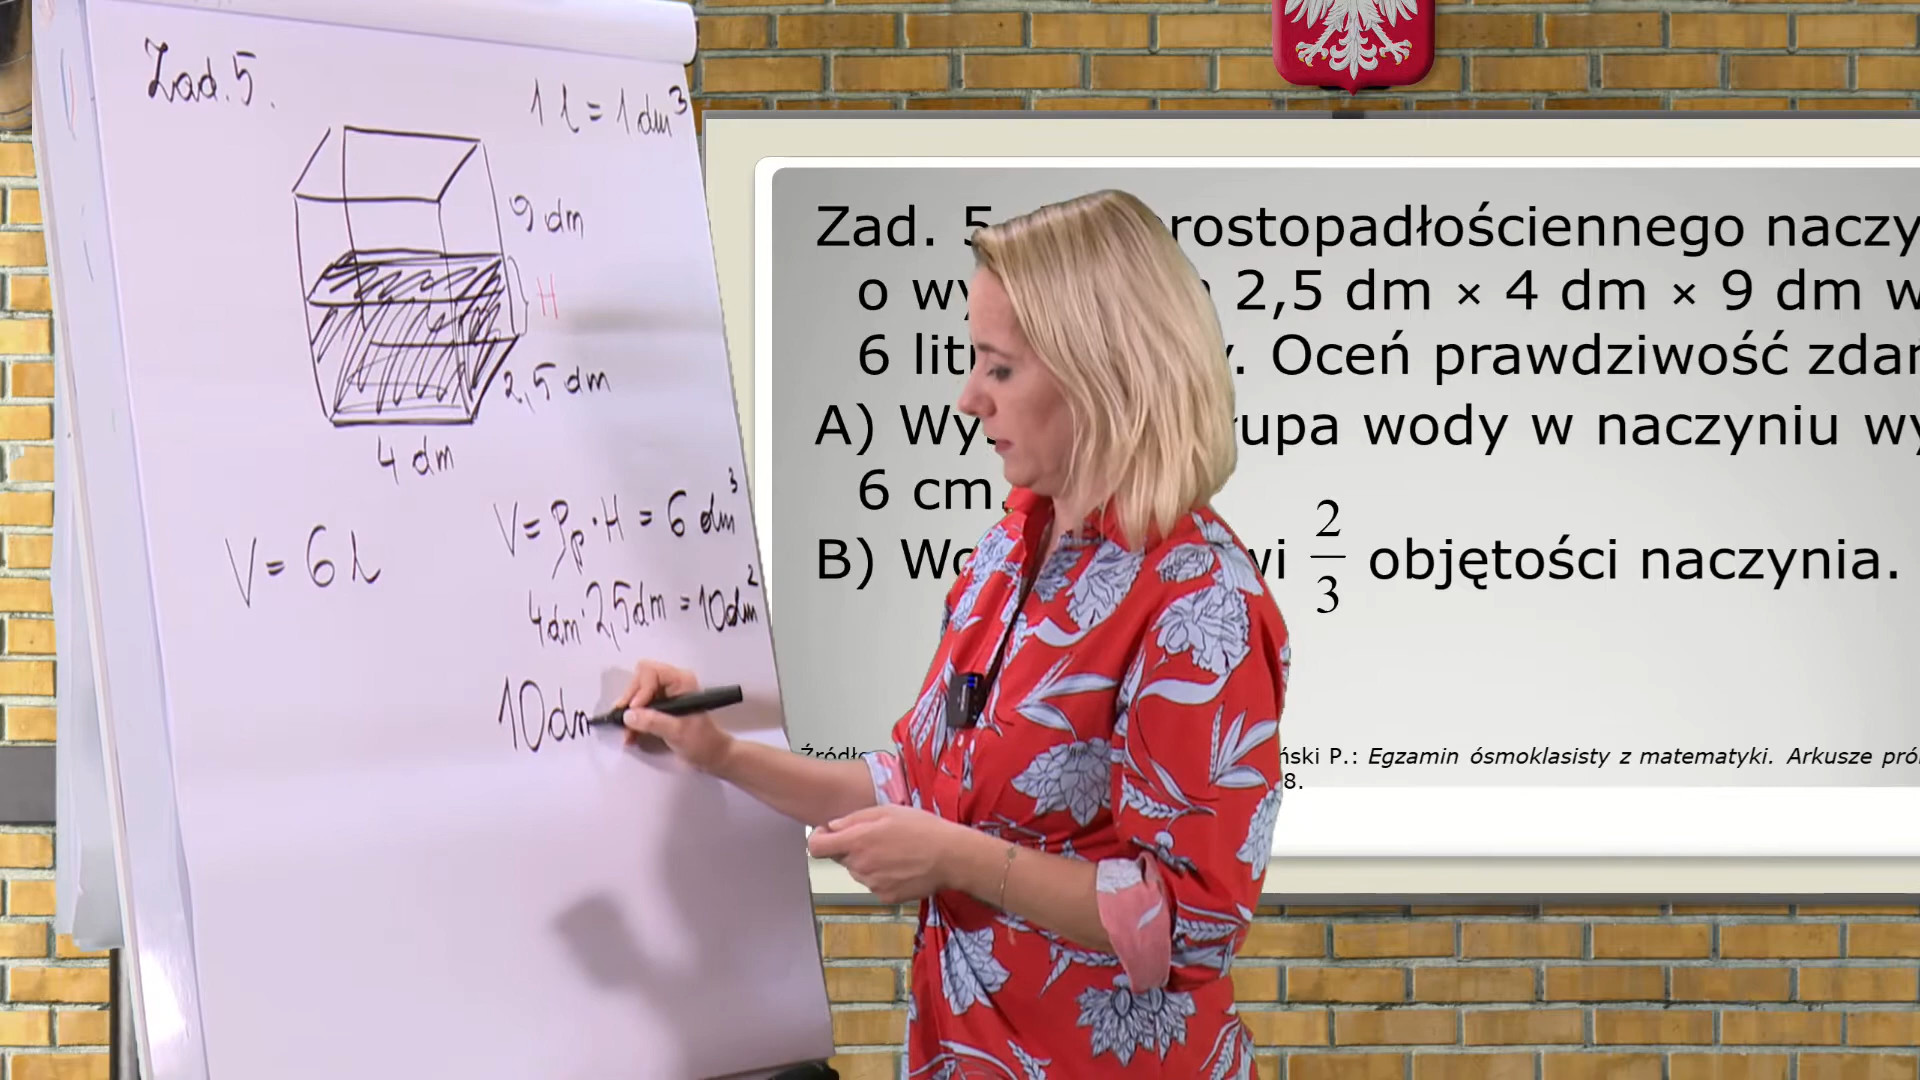 Zad. 5.
1 l = 1 dm³
9 dm
H
2,5 dm
4 dm
V = Pp · H = 6 dm³
V = 6 l
4dm · 2,5dm = 10dm²
10dm
Zad. 5 rostopadłościennego naczy
o wy 2,5 dm × 4 dm × 9 dm w
6 lit y. Oceń prawdziwość zdań
A) Wys upa wody w naczyniu wy
6 cm.
B) Wo wi 2/3 objętości naczynia.
Źródło ński P.: Egzamin ósmoklasisty z matematyki. Arkusze pró
8.